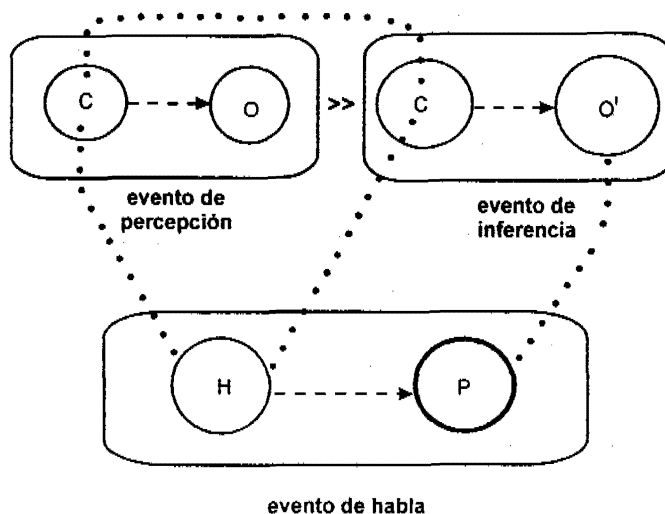 C
O
>>
C
O'
evento de
percepción
evento de
inferencia
H
P
evento de habla